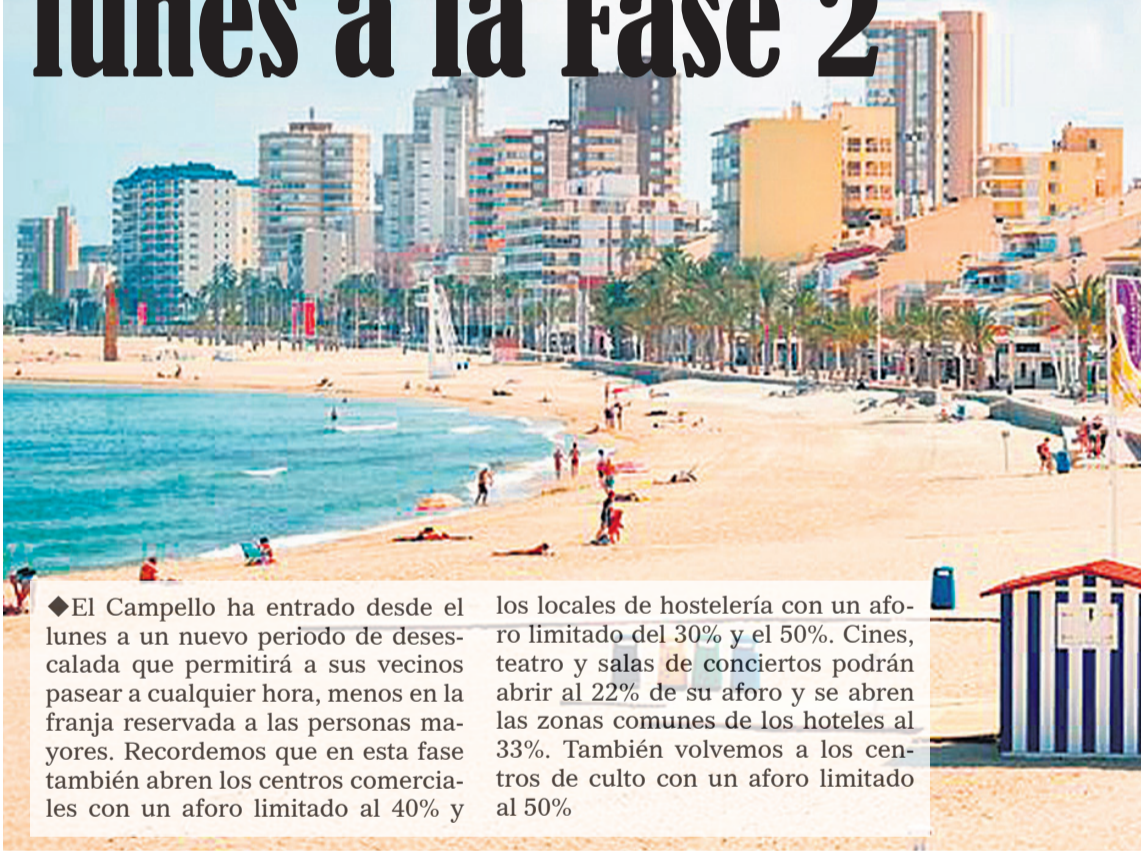 lunes a la Fase 2
◆El Campello ha entrado desde el
lunes a un nuevo periodo de deses-
calada que permitirá a sus vecinos
pasear a cualquier hora, menos en la
franja reservada a las personas ma-
yores. Recordemos que en esta fase
también abren los centros comercia-
les con un aforo limitado al 40% y
los locales de hostelería con un afo-
ro limitado del 30% y el 50%. Cines,
teatro y salas de conciertos podrán
abrir al 22% de su aforo y se abren
las zonas comunes de los hoteles al
33%. También volvemos a los cen-
tros de culto con un aforo limitado
al 50%